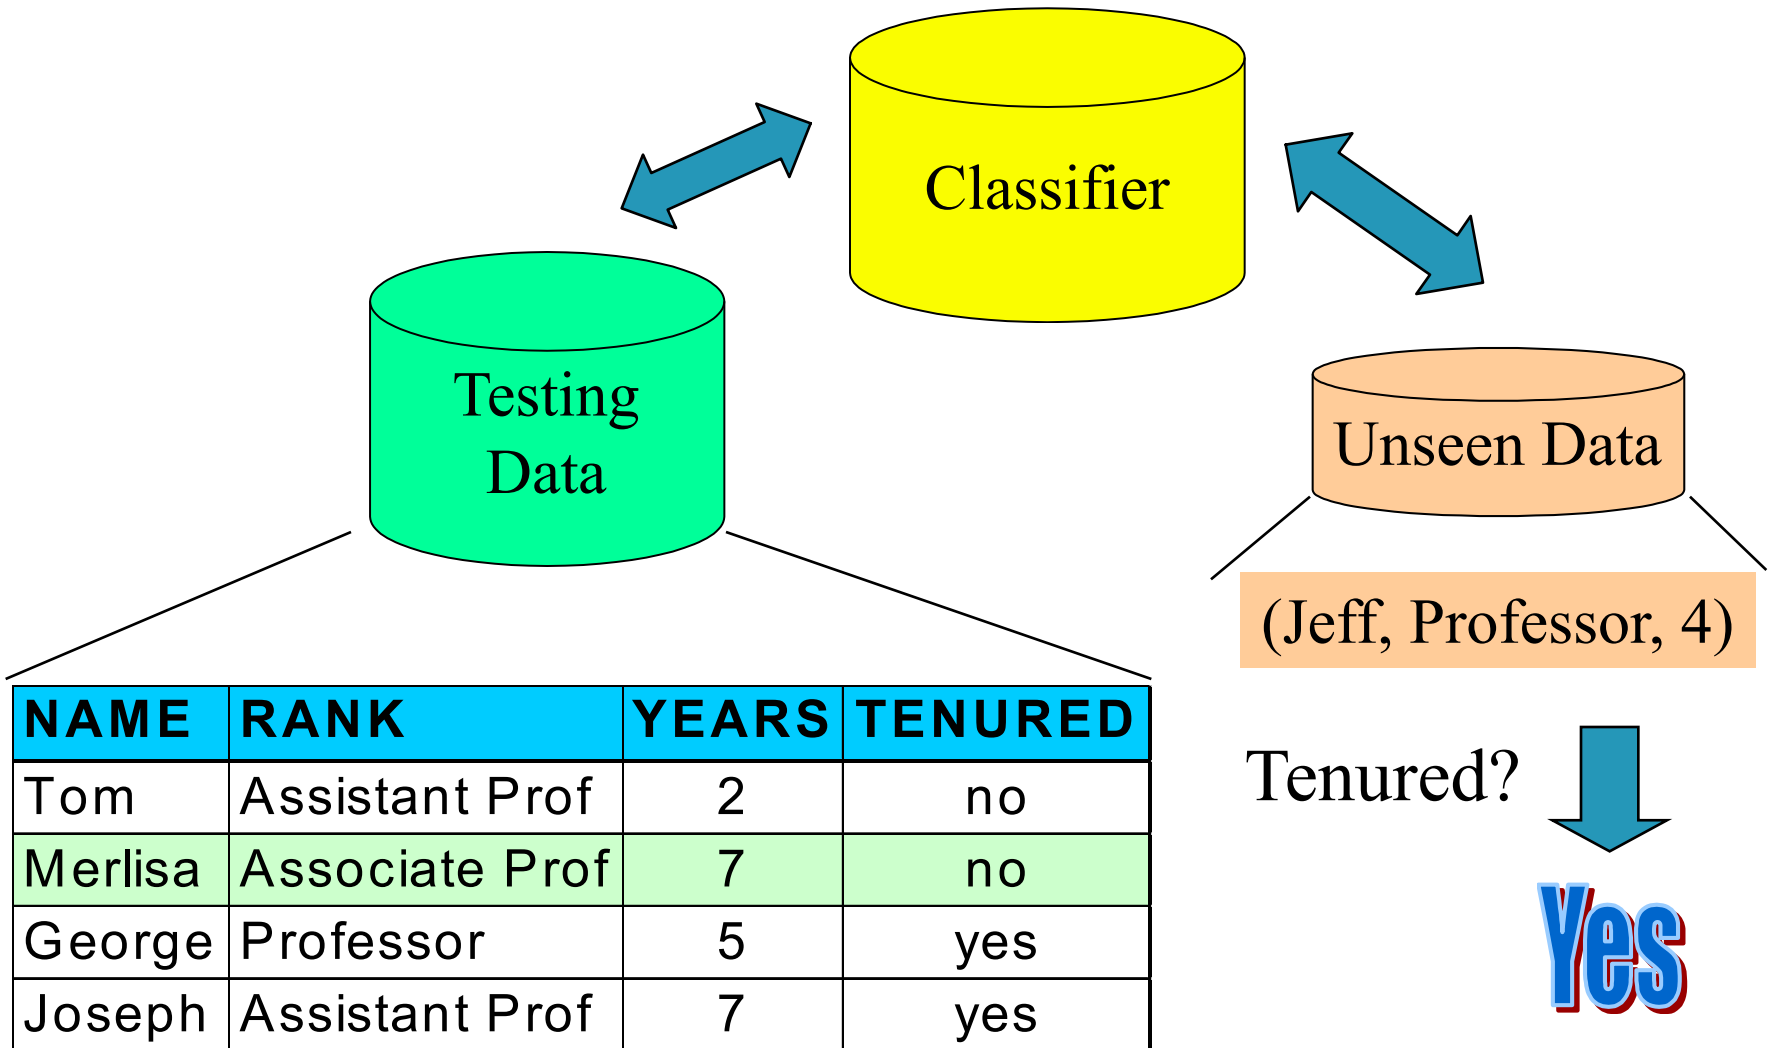 Classifier
Testing
Data
Unseen Data
(Jeff, Professor, 4)
NAME RANK YEARS TENURED
Tom Assistant Prof 2 no
Merlisa Associate Prof 7 no
George Professor 5 yes
Joseph Assistant Prof 7 yes
Tenured?
Yes